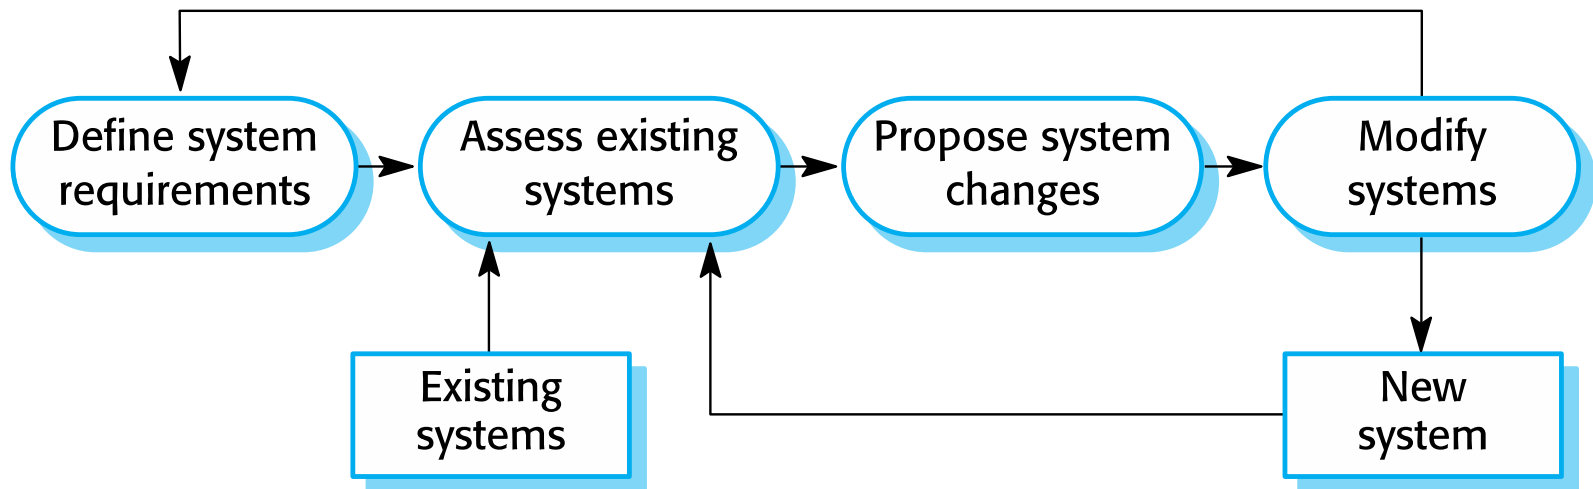 Define system
requirements
Assess existing
systems
Propose system
changes
Modify
systems
Existing
systems
New
system